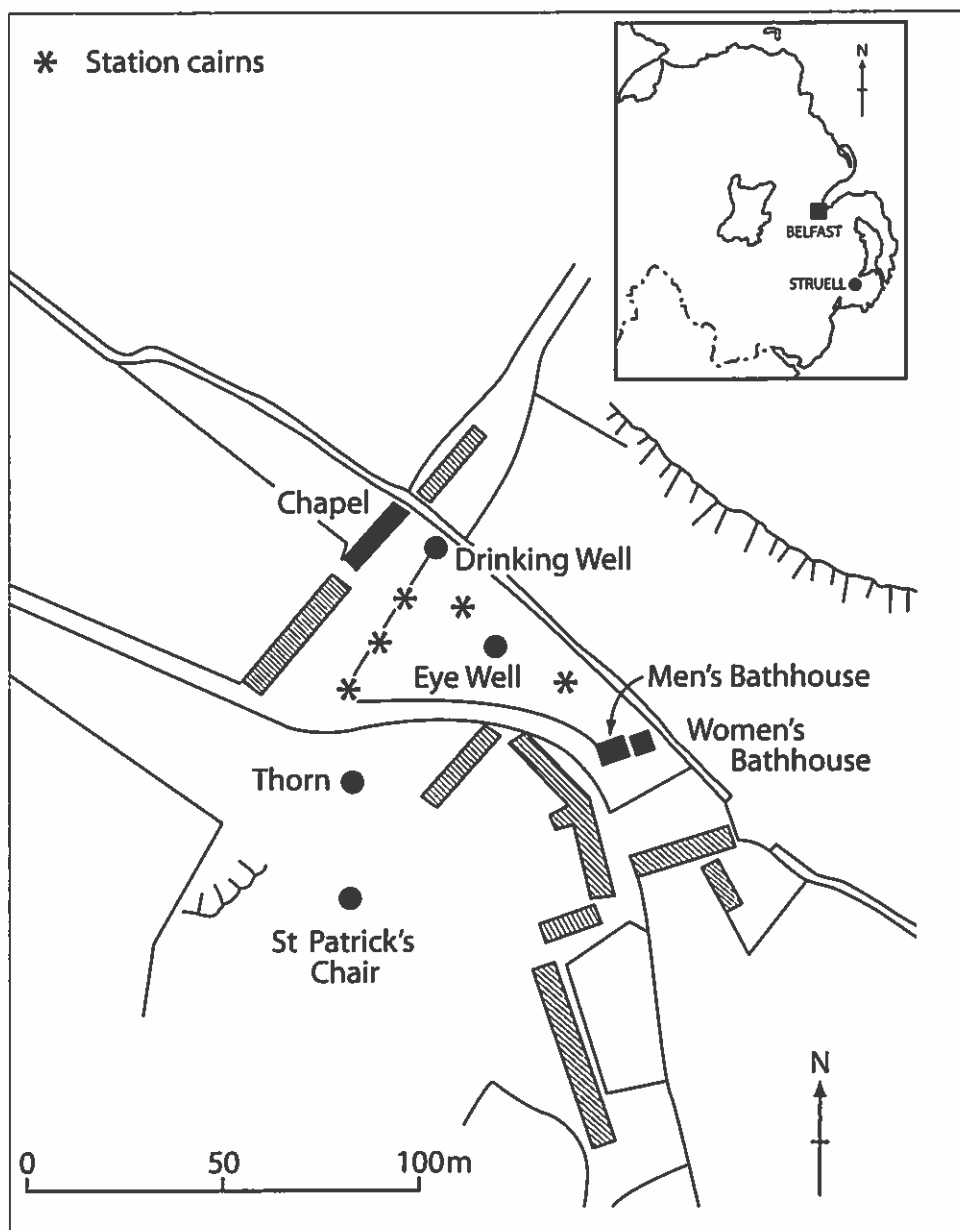 Station cairns
N
BELFAST
STRUELL
Chapel
Drinking Well
Eye Well
Men's Bathhouse
Women's
Bathhouse
Thorn
St Patrick's
Chair
N
0 50 100m